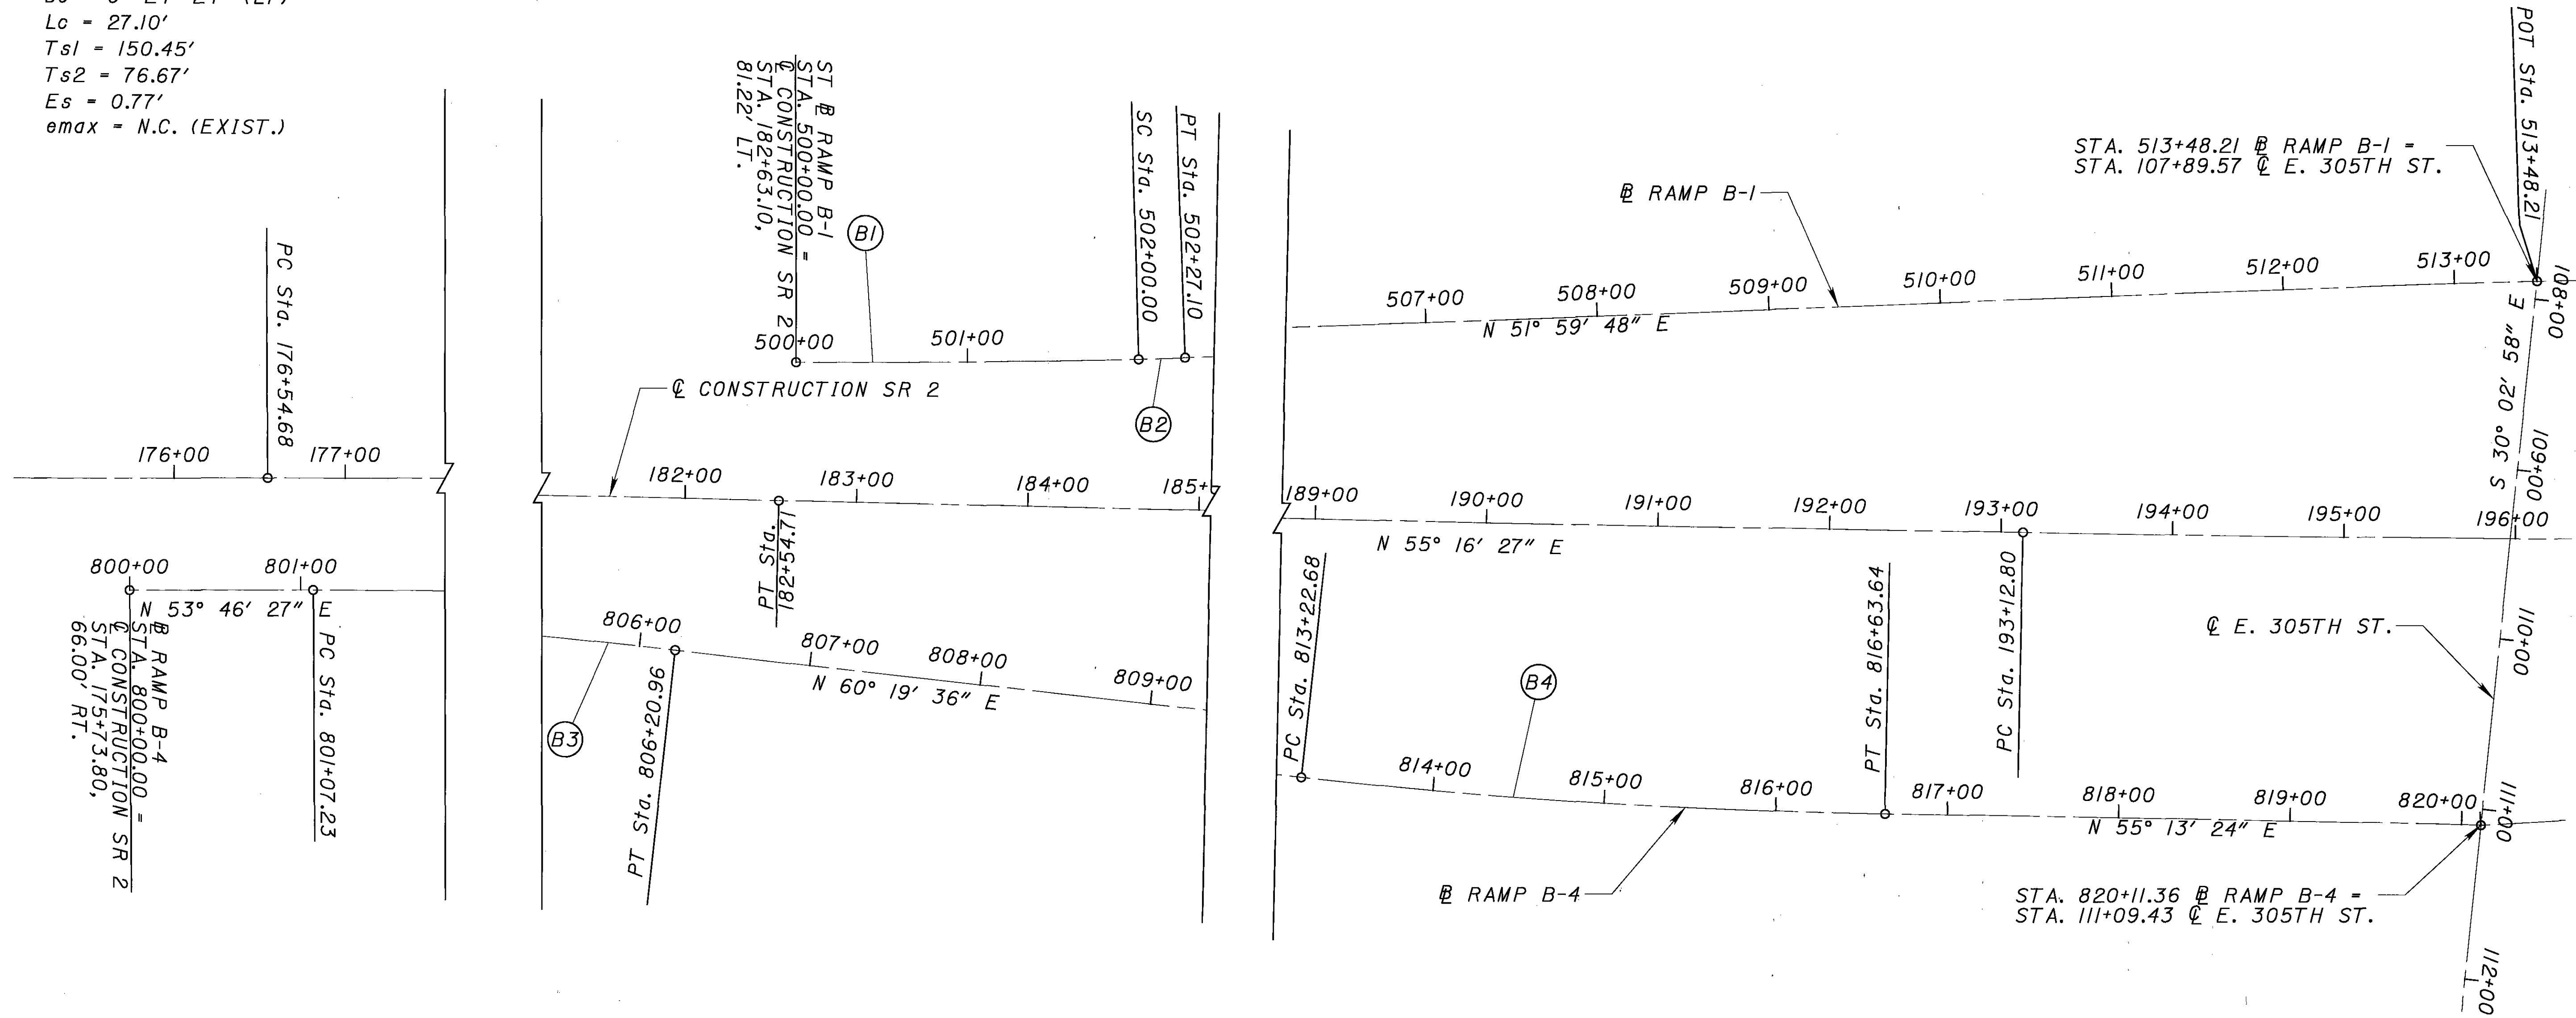 Lc = 27.10'
Ts1 = 150.45'
Ts2 = 76.67'
Es = 0.77'
emax = N.C. (EXIST.)
PC Sta. 176+54.68
176+00
177+00
800+00
801+00
N 53° 46' 27" E
℄ RAMP B-4
STA. 800+00.00 =
℄ CONSTRUCTION SR 2
STA. 175+73.80,
66.00' RT.
PC Sta. 801+07.23
ST ℄ RAMP B-1
STA. 500+00.00 =
℄ CONSTRUCTION SR 2
STA. 182+63.10,
81.22' LT.
B1
SC Sta. 502+00.00
PT Sta. 502+27.10
500+00
501+00
℄ CONSTRUCTION SR 2
B2
182+00
183+00
184+00
185+
PT Sta.
182+54.71
806+00
807+00
808+00
809+00
N 60° 19' 36" E
B3
PT Sta. 806+20.96
POT Sta. 513+48.21
STA. 513+48.21 ℄ RAMP B-1 =
STA. 107+89.57 ℄ E. 305TH ST.
℄ RAMP B-1
507+00
508+00
509+00
510+00
511+00
512+00
513+00
N 51° 59' 48" E
108+00
S 30° 02' 58" E
109+00
189+00
190+00
191+00
192+00
193+00
194+00
195+00
196+00
N 55° 16' 27" E
PC Sta. 813+22.68
PT Sta. 816+63.64
PC Sta. 193+12.80
℄ E. 305TH ST.
110+00
B4
814+00
815+00
816+00
817+00
818+00
819+00
820+00
111+00
N 55° 13' 24" E
℄ RAMP B-4
STA. 820+11.36 ℄ RAMP B-4 =
STA. 111+09.43 ℄ E. 305TH ST.
112+00